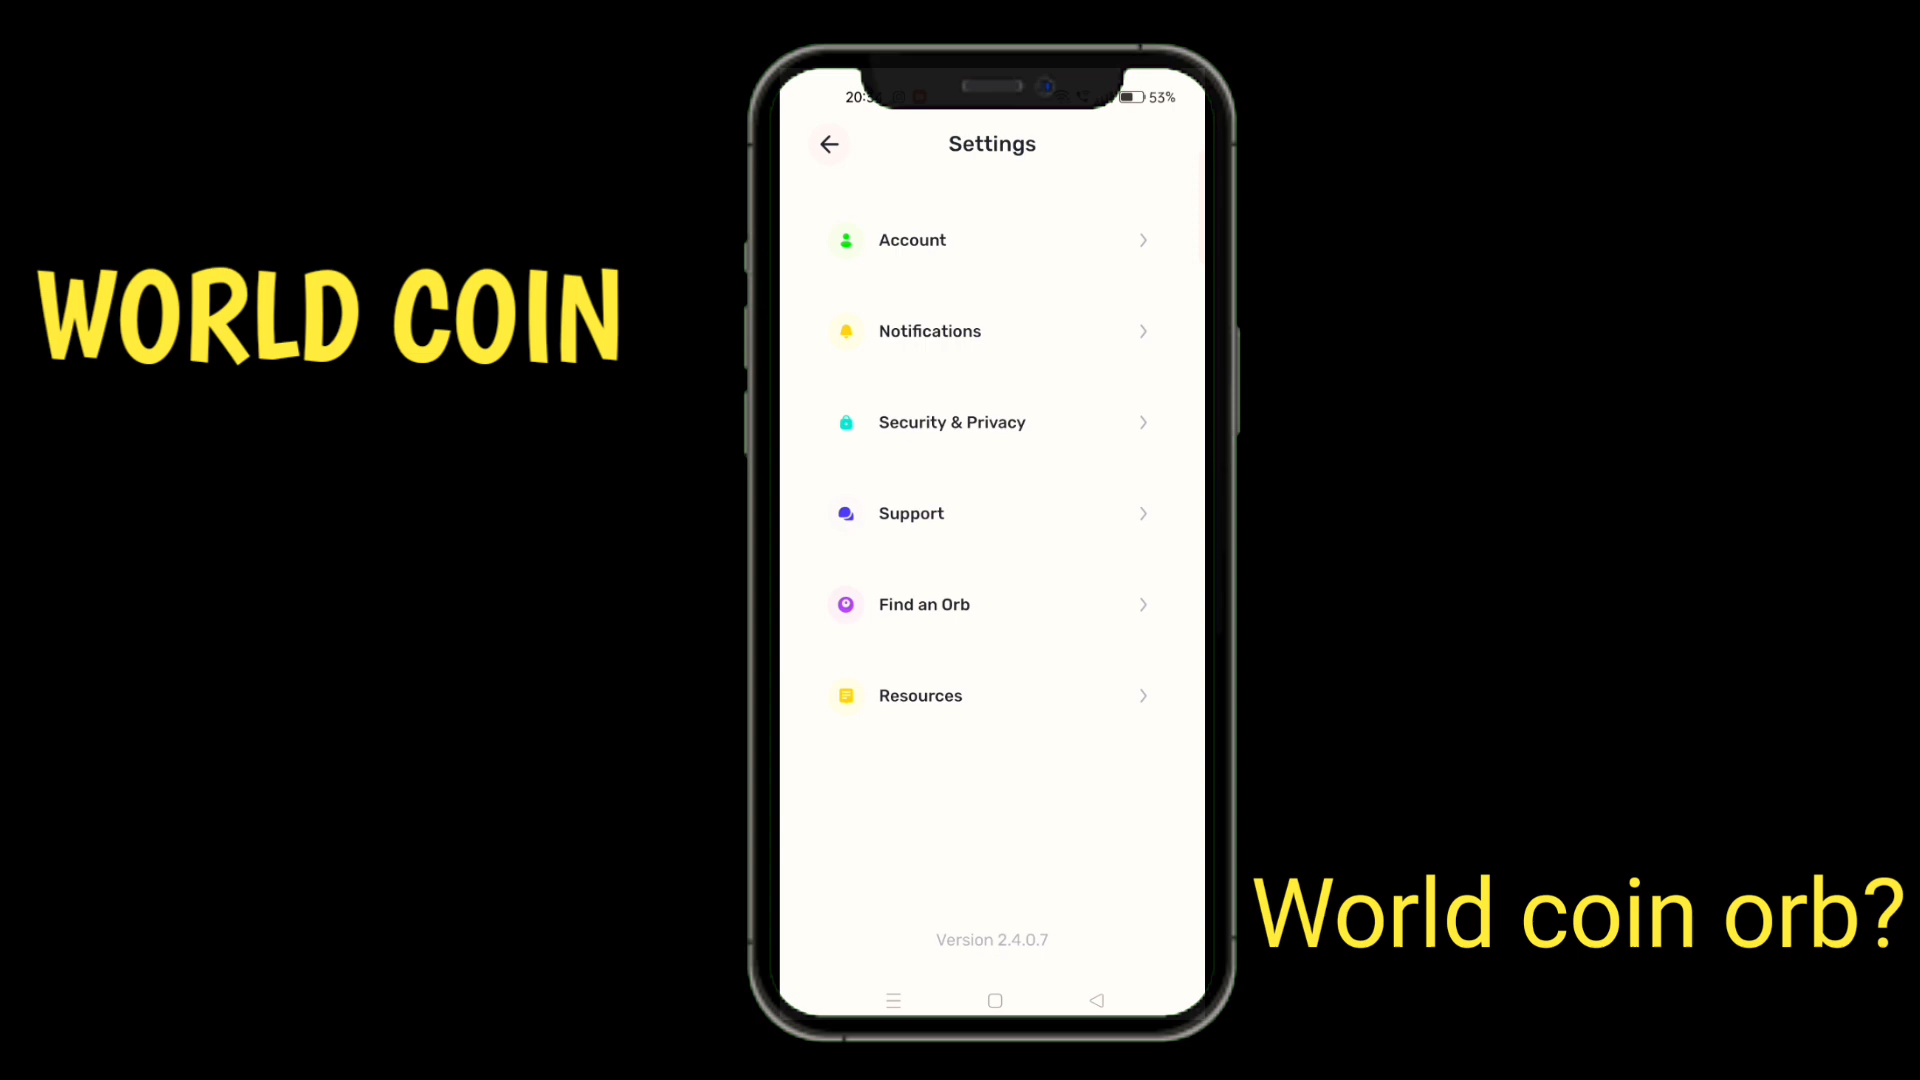 53%
Settings
Account
WORLD COIN
Notifications
Security & Privacy
Support
Find an Orb
Resources
World coin orb?
Version 2.4.0.7